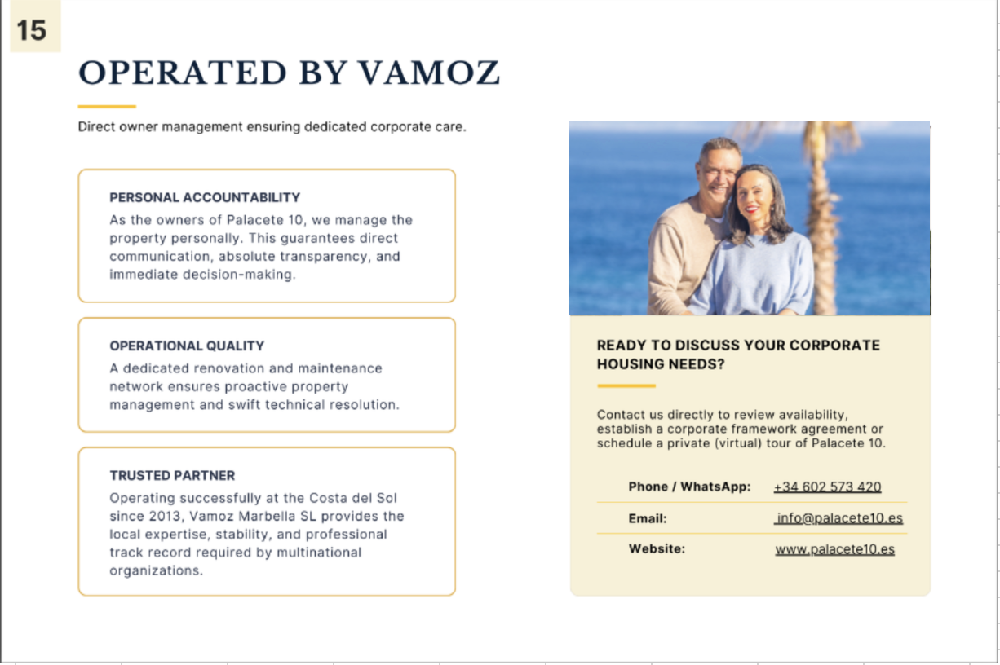 15
OPERATED BY VAMOZ
Direct owner management ensuring dedicated corporate care.
PERSONAL ACCOUNTABILITY
As the owners of Palacete 10, we manage the
property personally. This guarantees direct
communication, absolute transparency, and
immediate decision-making.
OPERATIONAL QUALITY
A dedicated renovation and maintenance
network ensures proactive property
management and swift technical resolution.
TRUSTED PARTNER
Operating successfully at the Costa del Sol
since 2013, Vamoz Marbella SL provides the
local expertise, stability, and professional
track record required by multinational
organizations.
READY TO DISCUSS YOUR CORPORATE
HOUSING NEEDS?
Contact us directly to review availability,
establish a corporate framework agreement or
schedule a private (virtual) tour of Palacete 10.
Phone / WhatsApp: +34 602 573 420
Email: info@palacete10.es
Website: www.palacete10.es